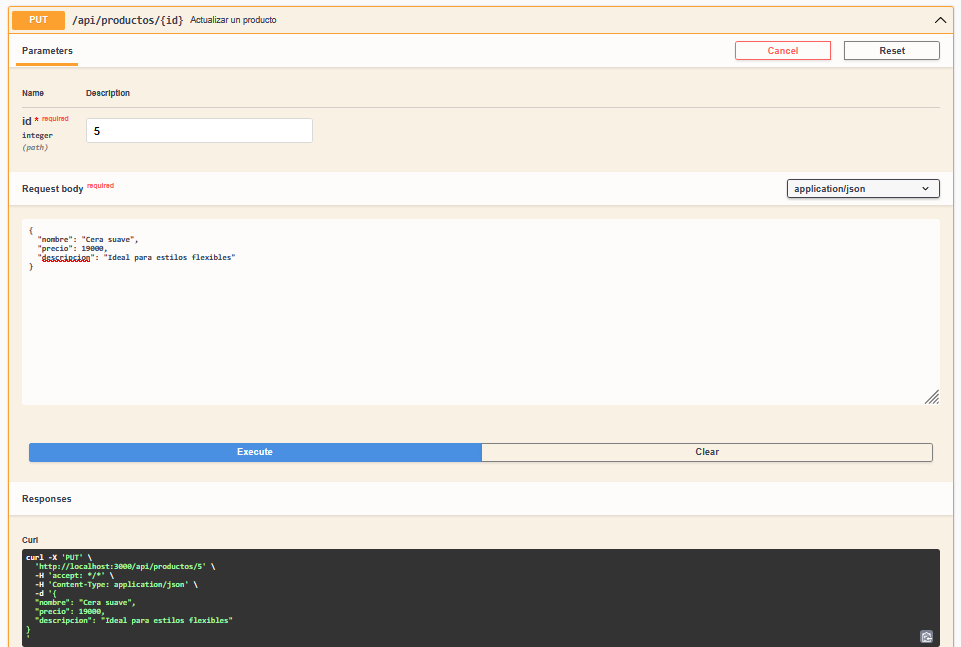 PUT /api/productos/{id} Actualizar un producto
Parameters
Cancel
Reset
Name Description
id * required
integer
(path)
5
Request body required
application/json
{
  "nombre": "Cera suave",
  "precio": 19000,
  "descripcion": "Ideal para estilos flexibles"
}
Execute
Clear
Responses
Curl
curl -X 'PUT' \
  'http://localhost:3000/api/productos/5' \
  -H 'accept: */*' \
  -H 'Content-Type: application/json' \
  -d '{
  "nombre": "Cera suave",
  "precio": 19000,
  "descripcion": "Ideal para estilos flexibles"
}
'